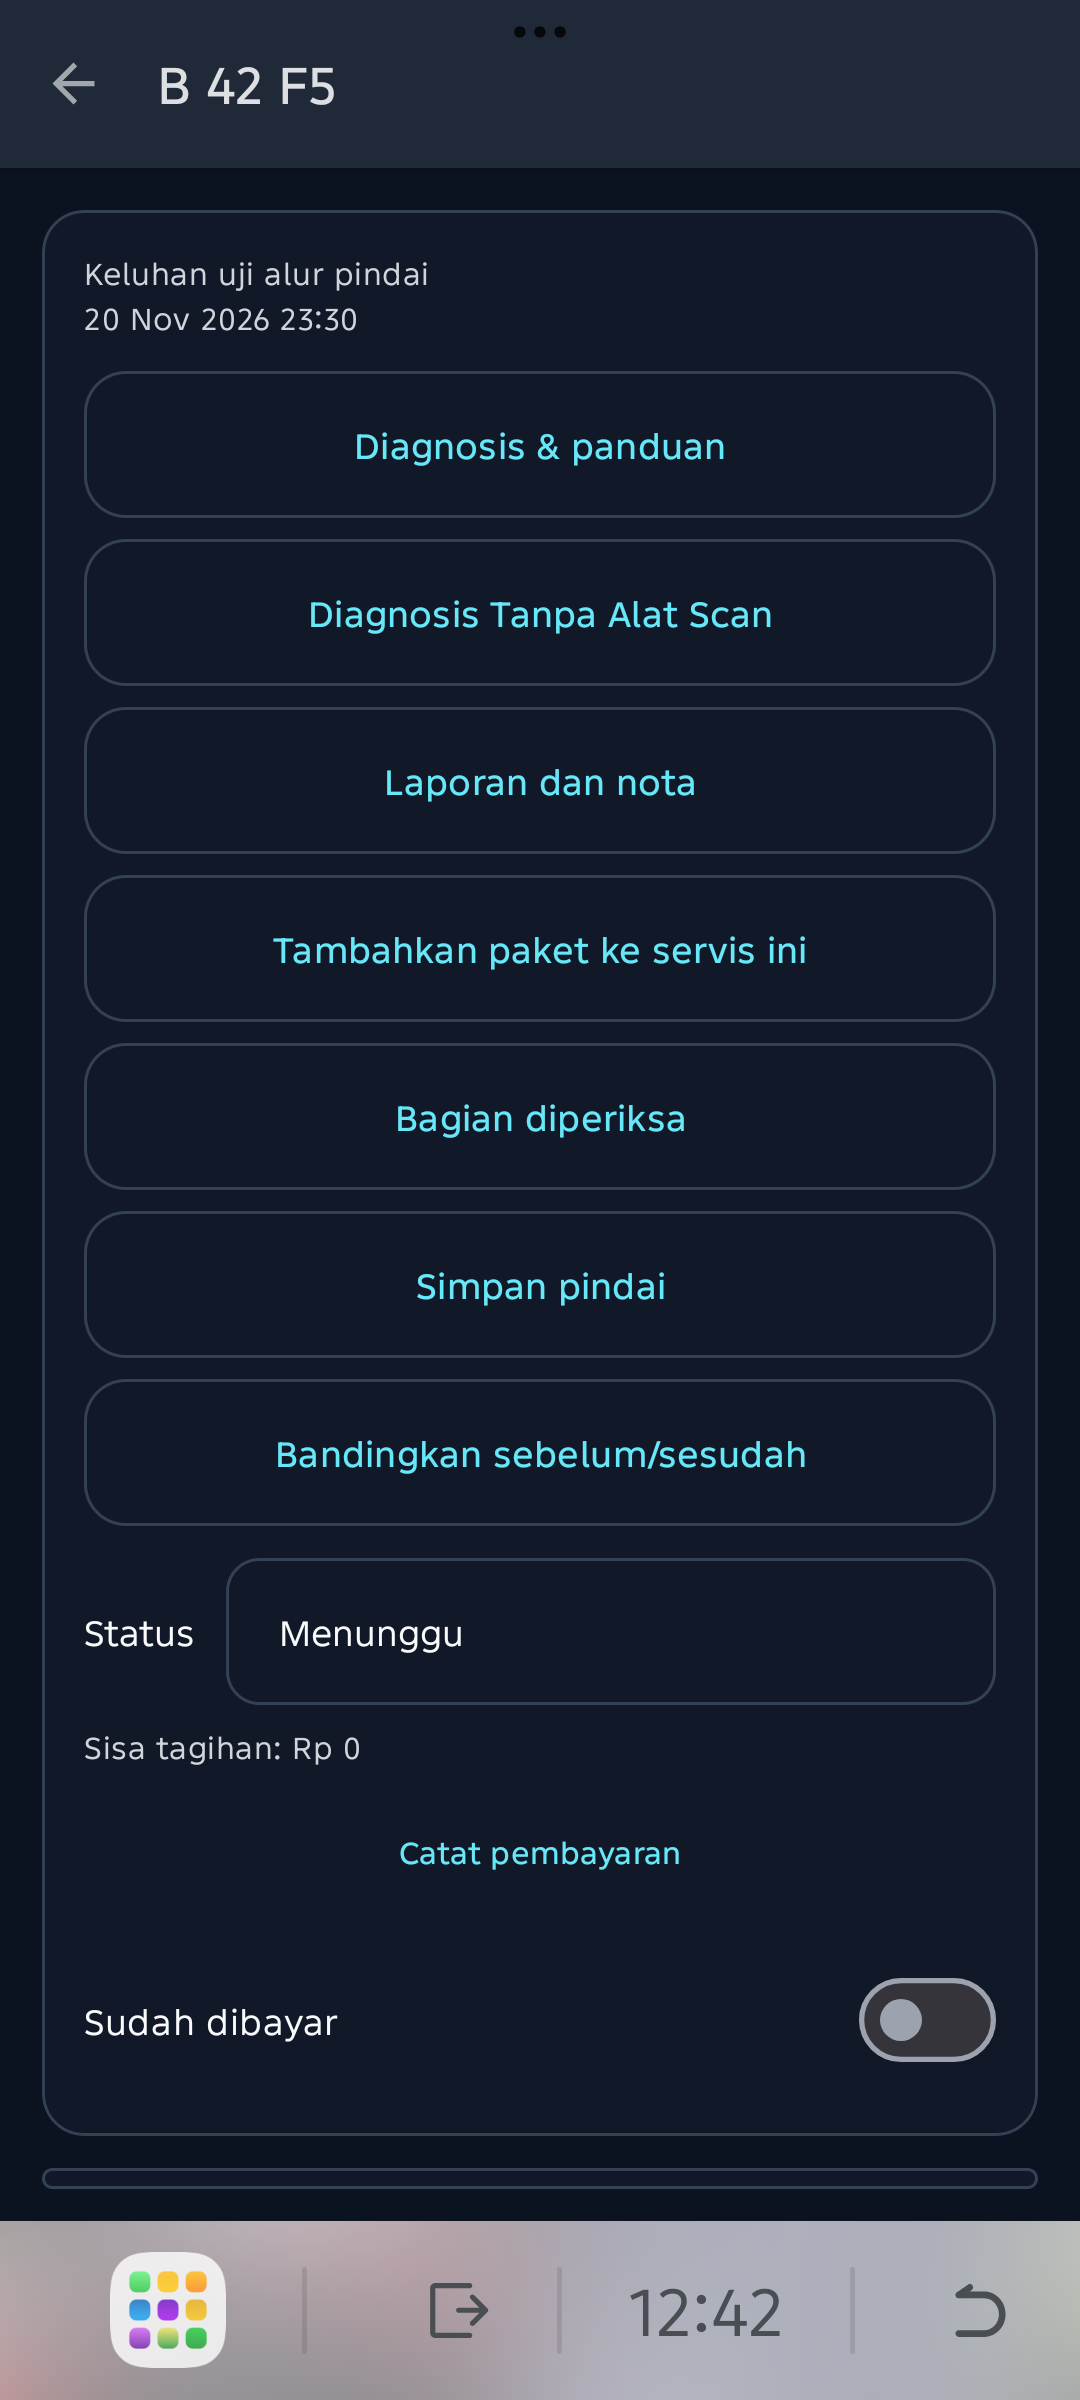 B 42 F5
Keluhan uji alur pindai
20 Nov 2026 23:30
Diagnosis & panduan
Diagnosis Tanpa Alat Scan
Laporan dan nota
Tambahkan paket ke servis ini
Bagian diperiksa
Simpan pindai
Bandingkan sebelum/sesudah
Status
Menunggu
Sisa tagihan: Rp 0
Catat pembayaran
Sudah dibayar
12:42